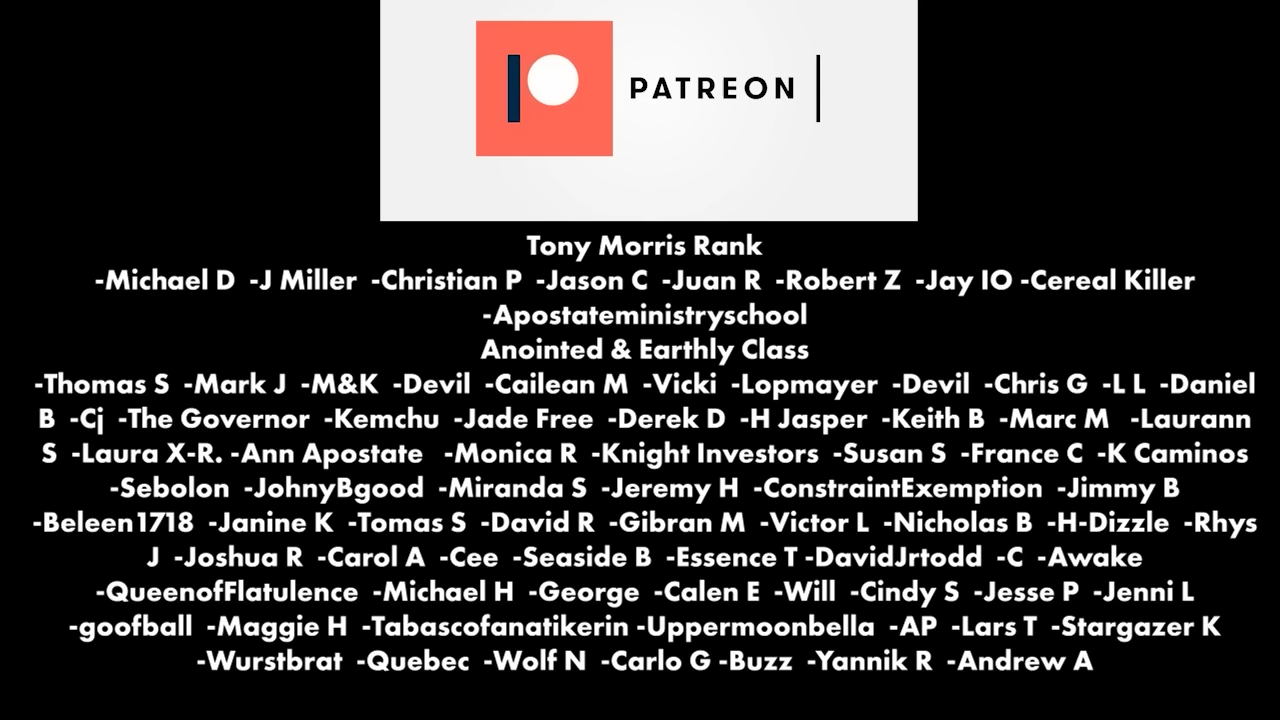 PATREON
Tony Morris Rank
-Michael D -J Miller -Christian P -Jason C -Juan R -Robert Z -Jay IO -Cereal Killer
-Apostateministryschool
Anointed & Earthly Class
-Thomas S -Mark J -M&K -Devil -Cailean M -Vicki -Lopmayer -Devil -Chris G -L L -Daniel
B -Cj -The Governor -Kemchu -Jade Free -Derek D -H Jasper -Keith B -Marc M -Laurann
S -Laura X-R. -Ann Apostate -Monica R -Knight Investors -Susan S -France C -K Caminos
-Sebolon -JohnyBgood -Miranda S -Jeremy H -ConstraintExemption -Jimmy B
-Beleen1718 -Janine K -Tomas S -David R -Gibran M -Victor L -Nicholas B -H-Dizzle -Rhys
J -Joshua R -Carol A -Cee -Seaside B -Essence T -DavidJrtodd -C -Awake
-QueenofFlatulence -Michael H -George -Calen E -Will -Cindy S -Jesse P -Jenni L
-goofball -Maggie H -Tabascofanatikerin -Uppermoonbella -AP -Lars T -Stargazer K
-Wurstbrat -Quebec -Wolf N -Carlo G -Buzz -Yannik R -Andrew A